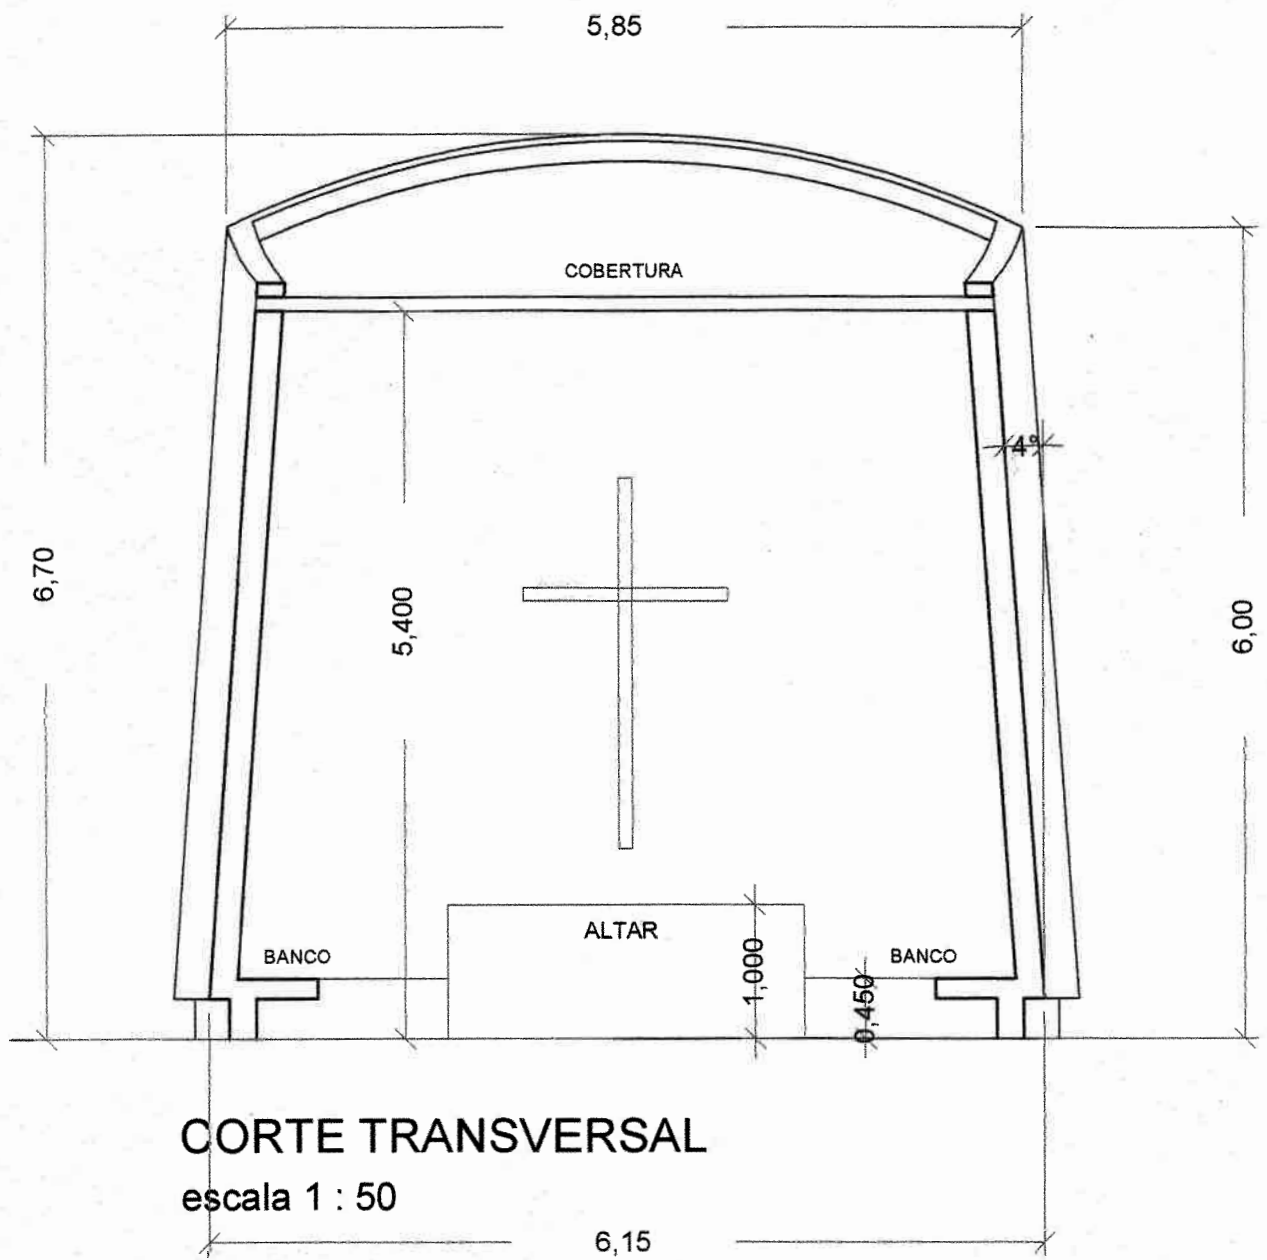 5,85
COBERTURA
4°
6,70
5,400
6,00
ALTAR
BANCO
BANCO
1,000
0,450
CORTE TRANSVERSAL
escala 1 : 50
6,15